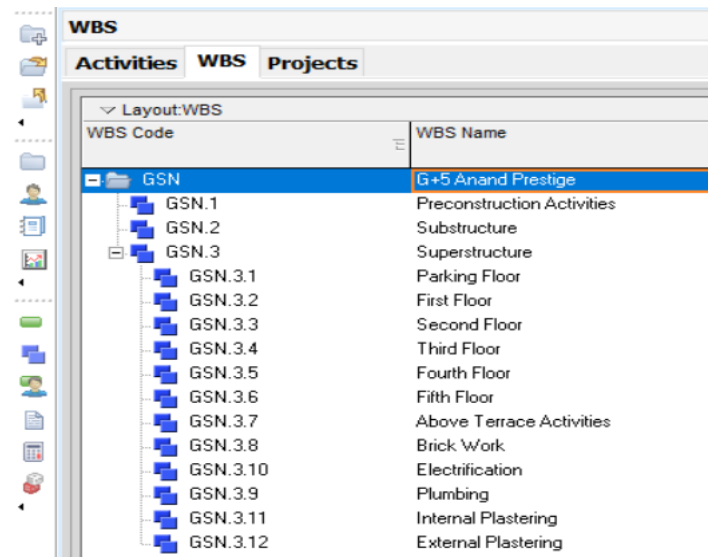 WBS
Activities WBS Projects
Layout:WBS
WBS Code WBS Name
GSN G+5 Anand Prestige
GSN.1 Preconstruction Activities
GSN.2 Substructure
GSN.3 Superstructure
GSN.3.1 Parking Floor
GSN.3.2 First Floor
GSN.3.3 Second Floor
GSN.3.4 Third Floor
GSN.3.5 Fourth Floor
GSN.3.6 Fifth Floor
GSN.3.7 Above Terrace Activities
GSN.3.8 Brick Work
GSN.3.10 Electrification
GSN.3.9 Plumbing
GSN.3.11 Internal Plastering
GSN.3.12 External Plastering